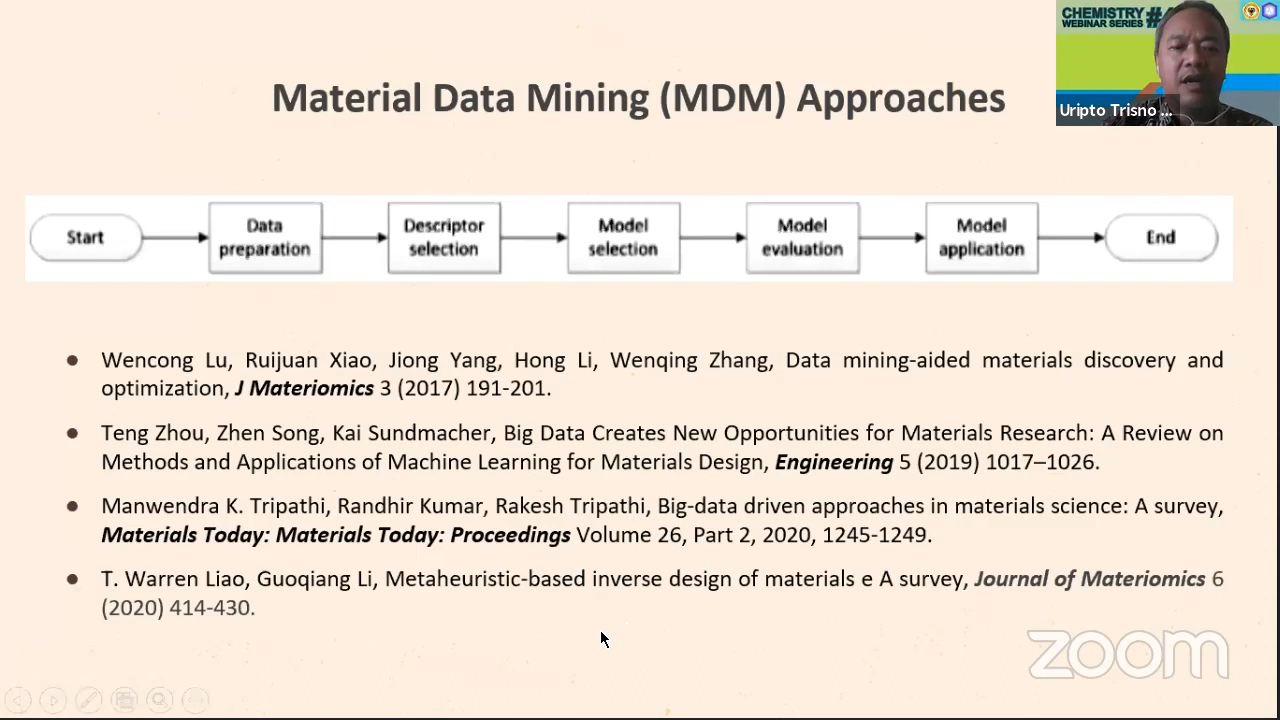 CHEMISTRY #
WEBINAR SERIES
Uripto Trisno ...
Material Data Mining (MDM) Approaches
Start
Data
preparation
Descriptor
selection
Model
selection
Model
evaluation
Model
application
End
● Wencong Lu, Ruijuan Xiao, Jiong Yang, Hong Li, Wenqing Zhang, Data mining-aided materials discovery and
optimization, J Materiomics 3 (2017) 191-201.
● Teng Zhou, Zhen Song, Kai Sundmacher, Big Data Creates New Opportunities for Materials Research: A Review on
Methods and Applications of Machine Learning for Materials Design, Engineering 5 (2019) 1017–1026.
● Manwendra K. Tripathi, Randhir Kumar, Rakesh Tripathi, Big-data driven approaches in materials science: A survey,
Materials Today: Materials Today: Proceedings Volume 26, Part 2, 2020, 1245-1249.
● T. Warren Liao, Guoqiang Li, Metaheuristic-based inverse design of materials e A survey, Journal of Materiomics 6
(2020) 414-430.
zoom